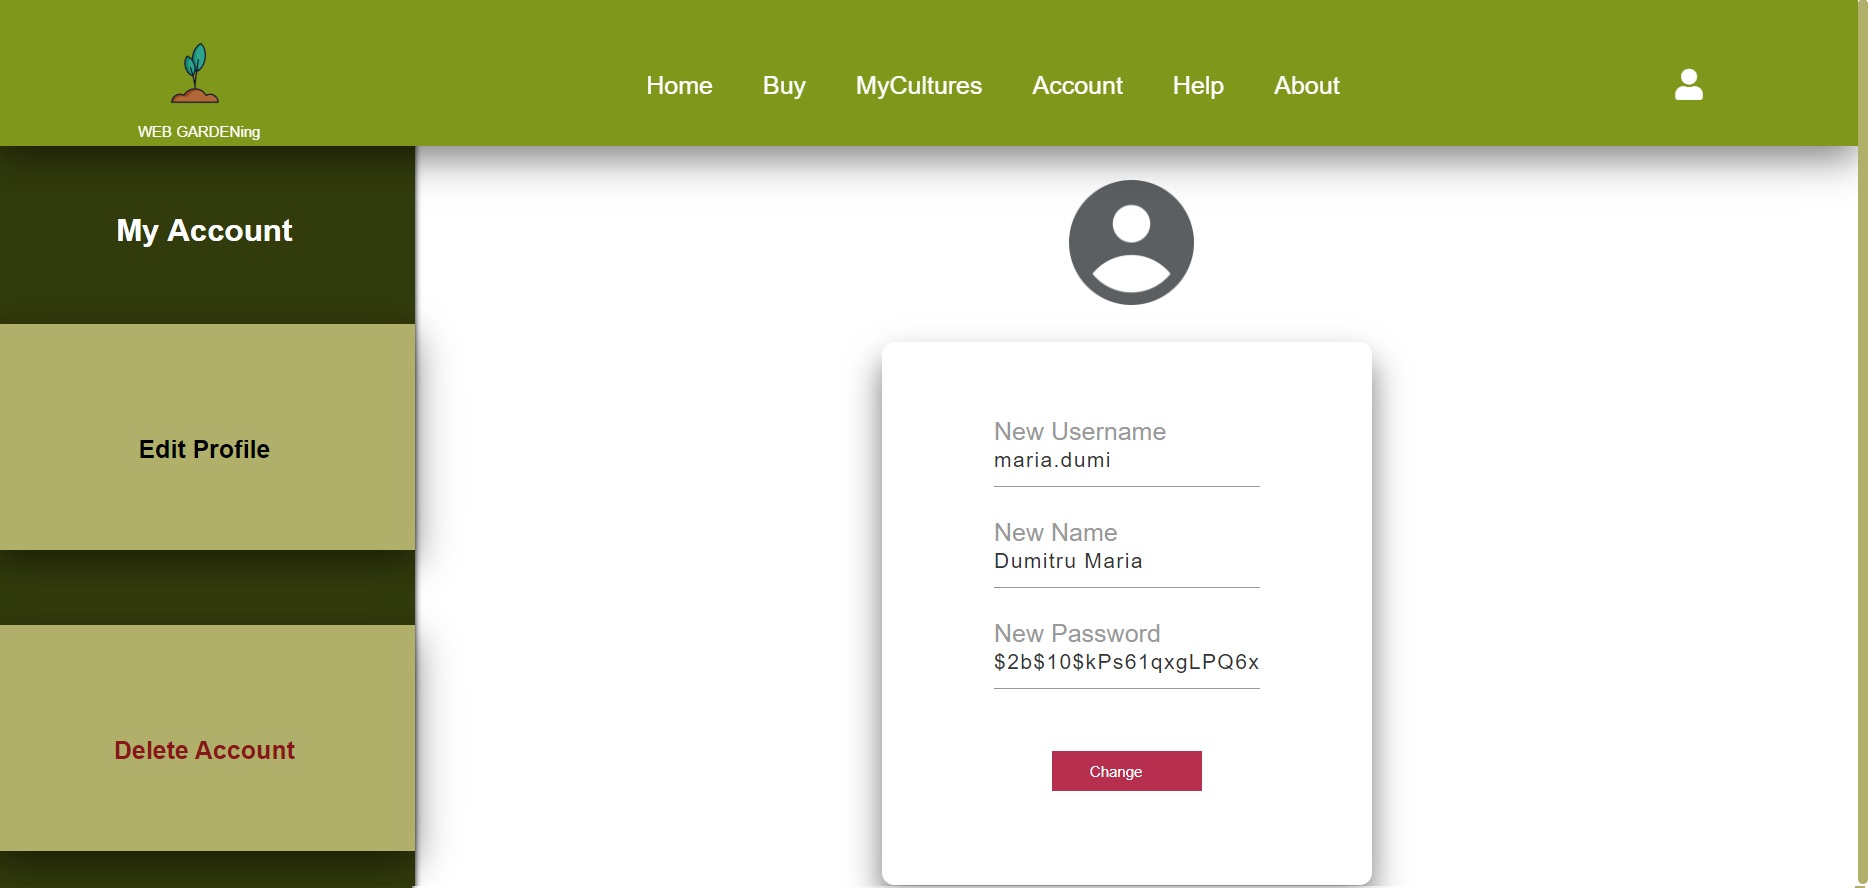 WEB GARDENing
Home Buy MyCultures Account Help About
My Account
Edit Profile
Delete Account
New Username
maria.dumi
New Name
Dumitru Maria
New Password
$2b$10$kPs61qxgLPQ6x
Change